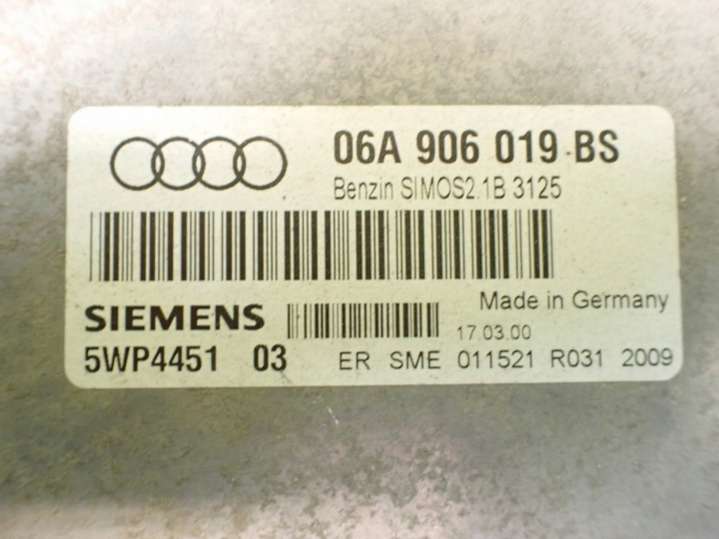 06A 906 019 BS
Benzin SIMOS2.1B 3125
SIEMENS
Made in Germany
17.03.00
5WP4451 03 ER SME 011521 R031 2009